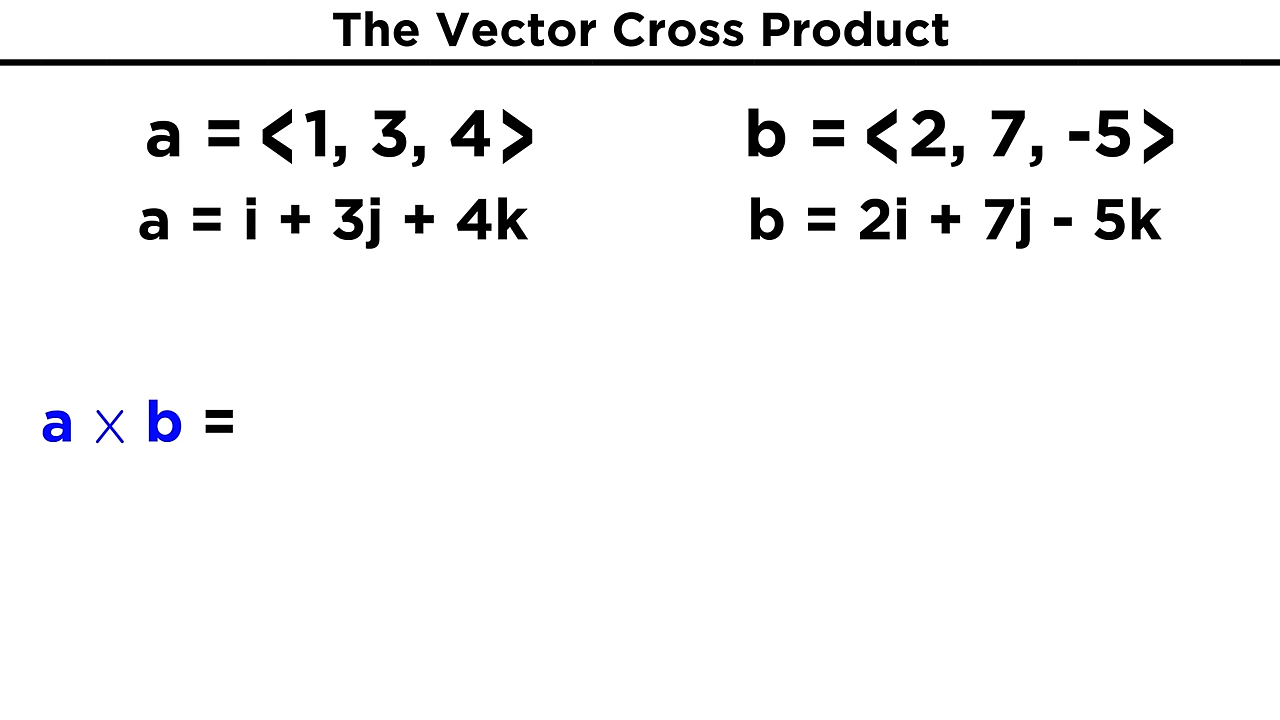 The Vector Cross Product
a = <1, 3, 4> b = <2, 7, -5>
a = i + 3j + 4k b = 2i + 7j - 5k
a × b =